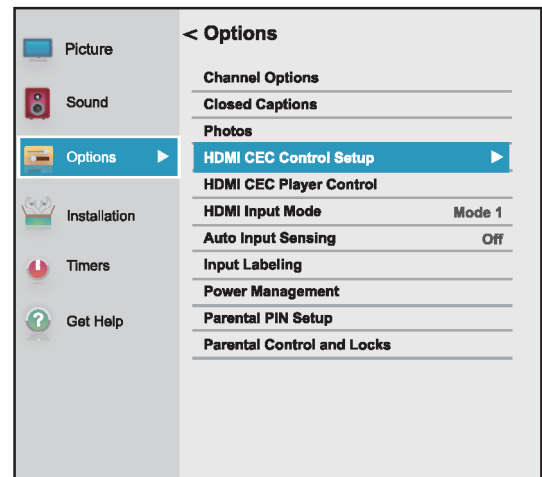 Picture
Sound
Options
Installation
Timers
Get Help
< Options
Channel Options
Closed Captions
Photos
HDMI CEC Control Setup
HDMI CEC Player Control
HDMI Input Mode Mode 1
Auto Input Sensing Off
Input Labeling
Power Management
Parental PIN Setup
Parental Control and Locks